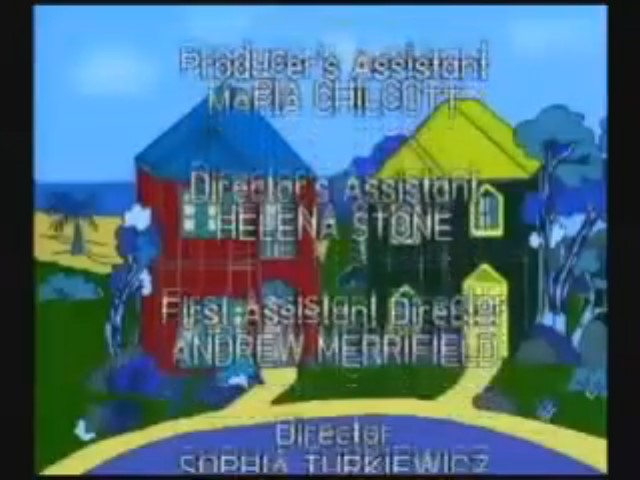 Producer's Assistant
MARIA CHILCOTT
Director's Assistant
HELENA STONE
First Assistant Director
ANDREW MERRIFIELD
Director
SOPHIA TURKIEWICZ